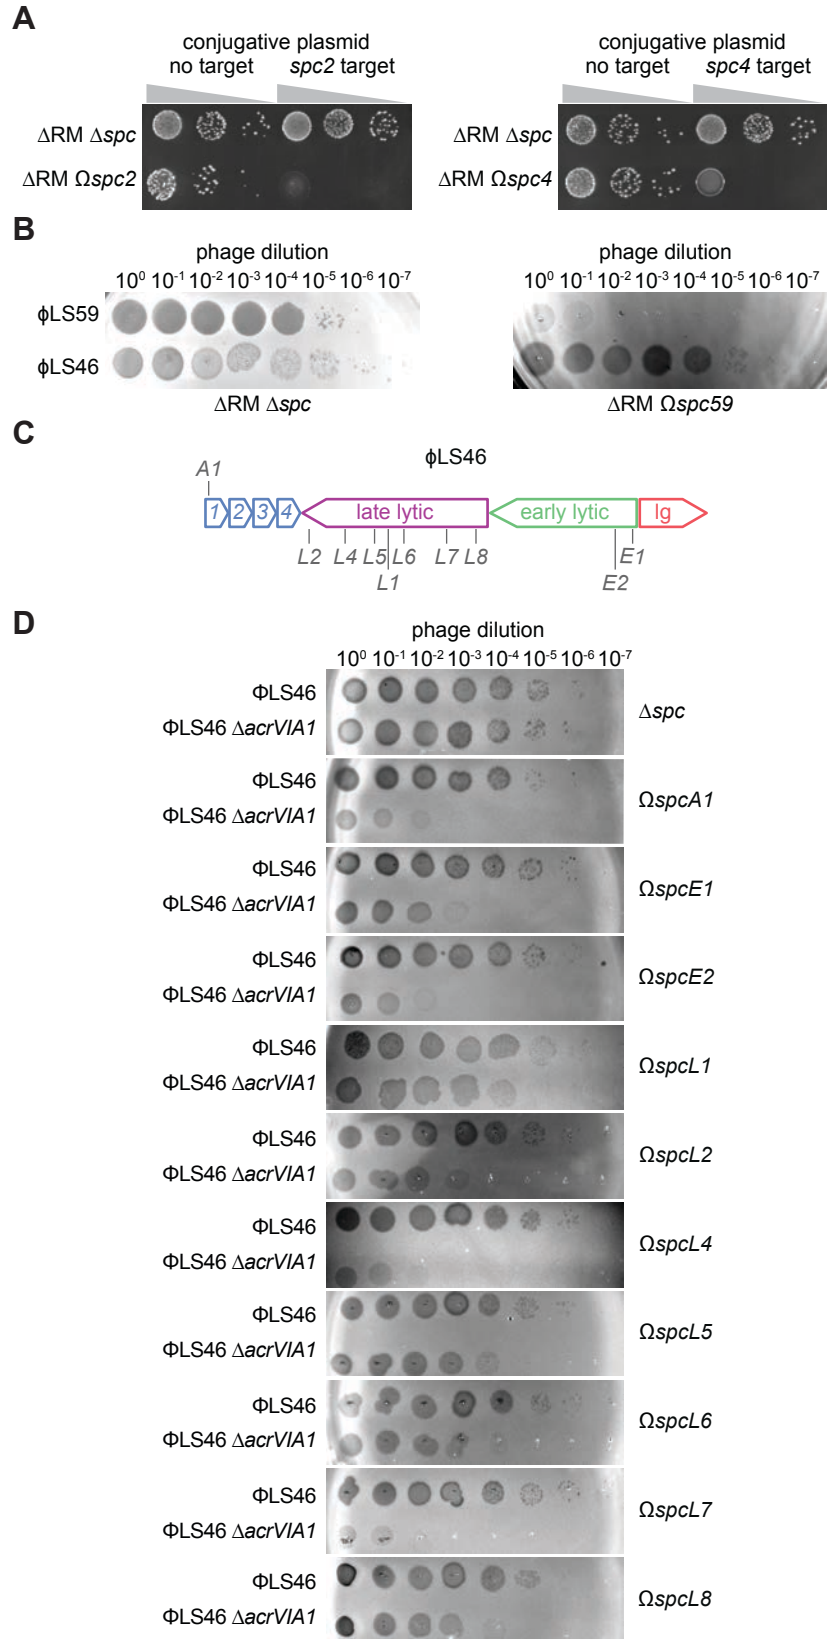 A
conjugative plasmid
no target spc2 target
ΔRM Δspc
ΔRM Ωspc2
conjugative plasmid
no target spc4 target
ΔRM Δspc
ΔRM Ωspc4
B
phage dilution
10⁰ 10⁻¹ 10⁻² 10⁻³ 10⁻⁴ 10⁻⁵ 10⁻⁶ 10⁻⁷
ϕLS59
ϕLS46
ΔRM Δspc
phage dilution
10⁰ 10⁻¹ 10⁻² 10⁻³ 10⁻⁴ 10⁻⁵ 10⁻⁶ 10⁻⁷
ΔRM Ωspc59
C
ϕLS46
A1
1 2 3 4 late lytic early lytic lg
L2 L4 L5 L6 L7 L8 E1
L1 E2
D
phage dilution
10⁰ 10⁻¹ 10⁻² 10⁻³ 10⁻⁴ 10⁻⁵ 10⁻⁶ 10⁻⁷
ΦLS46
ΦLS46 ΔacrVIA1
Δspc
ΦLS46
ΦLS46 ΔacrVIA1
ΩspcA1
ΦLS46
ΦLS46 ΔacrVIA1
ΩspcE1
ΦLS46
ΦLS46 ΔacrVIA1
ΩspcE2
ΦLS46
ΦLS46 ΔacrVIA1
ΩspcL1
ΦLS46
ΦLS46 ΔacrVIA1
ΩspcL2
ΦLS46
ΦLS46 ΔacrVIA1
ΩspcL4
ΦLS46
ΦLS46 ΔacrVIA1
ΩspcL5
ΦLS46
ΦLS46 ΔacrVIA1
ΩspcL6
ΦLS46
ΦLS46 ΔacrVIA1
ΩspcL7
ΦLS46
ΦLS46 ΔacrVIA1
ΩspcL8